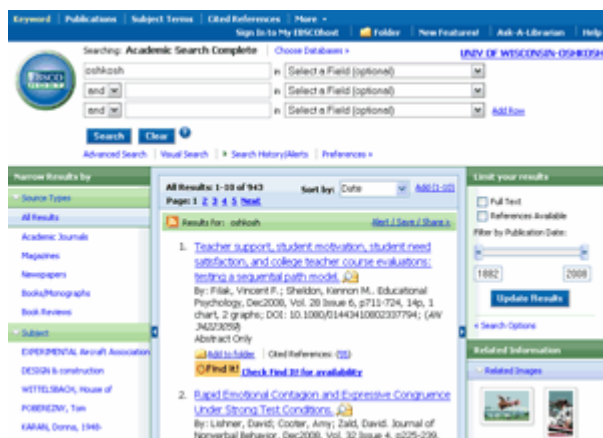 Keyword | Publications | Subject Terms | Cited References | More
Sign In to My EBSCOhost Folder New Features! Ask-A-Librarian Help
Searching: Academic Search Complete Choose Databases »
UNIV OF WISCONSIN-OSHKOSH
EBSCO HOST
oshkosh in Select a Field (optional)
and in Select a Field (optional)
and in Select a Field (optional) Add Row
Search Clear
Advanced Search | Visual Search | Search History/Alerts | Preferences »
Narrow Results by
Source Types
All Results
Academic Journals
Magazines
Newspapers
Books/Monographs
Book Reviews
Subject
EXPERIMENTAL Aircraft Association
DESIGN & construction
WITTELSBACH, House of
POBEREZNY, Tom
KARAN, Donna, 1948-
All Results: 1-10 of 943 Sort by: Date Add (1-10)
Page: 1 2 3 4 5 Next
Results for: oshkosh Alert / Save / Share »
1. Teacher support, student motivation, student need
satisfaction, and college teacher course evaluations:
testing a sequential path model.
By: Filak, Vincent F.; Sheldon, Kennon M.. Educational
Psychology, Dec2008, Vol. 28 Issue 6, p711-724, 14p, 1
chart, 2 graphs; DOI: 10.1080/01443410802337794; (AN
34223059)
Abstract Only
Add to folder | Cited References: (55)
Find It! Check Find It! for availability
2. Rapid Emotional Contagion and Expressive Congruence
Under Strong Test Conditions.
By: Lishner, David; Cooter, Amy; Zald, David. Journal of
Nonverbal Behavior, Dec2008, Vol. 32 Issue 4, p225-239,
Limit your results
Full Text
References Available
Filter by Publication Date:
1882 2008
Update Results
Search Options
Related Information
Related Images